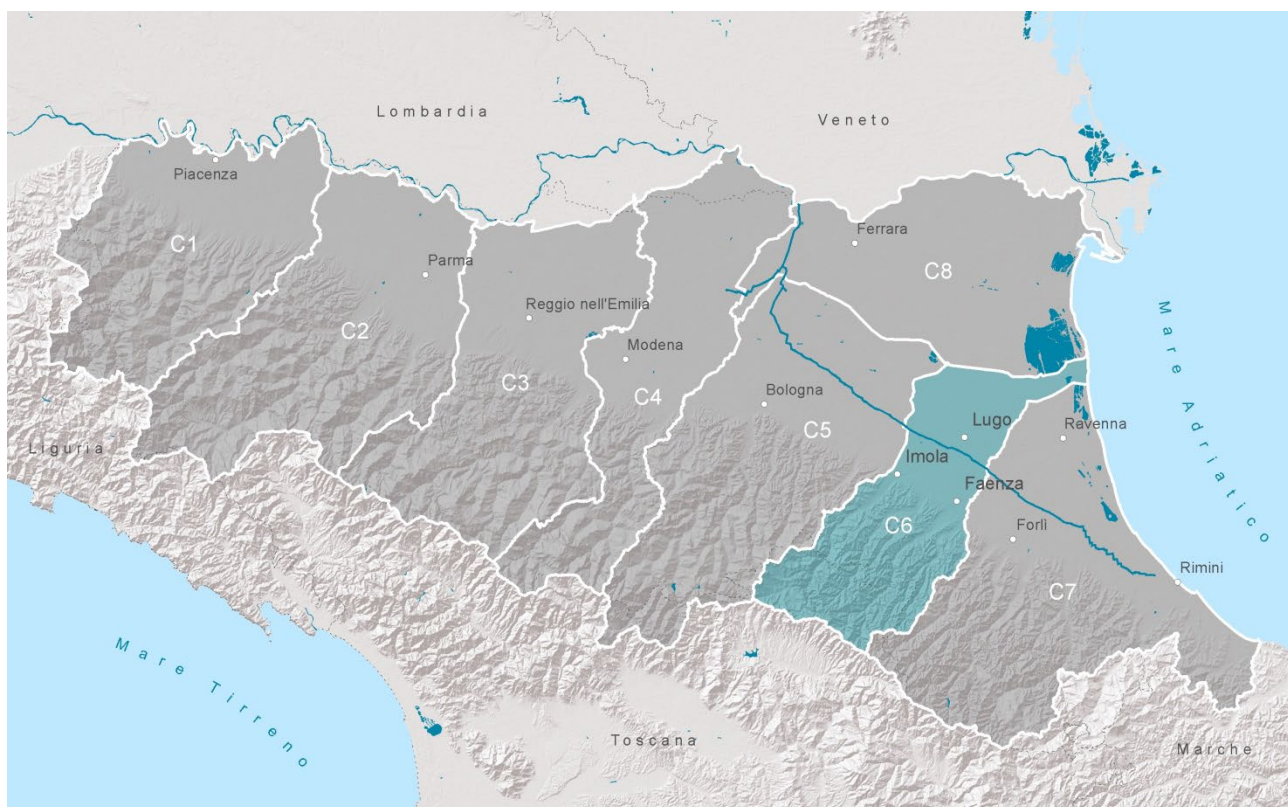 Lombardia
Veneto
Piacenza
Ferrara
C1
Parma
C8
Reggio nell'Emilia
C2
Modena
C3
C4
Bologna
Mare Adriatico
C5
Lugo
Ravenna
Liguria
Imola
Faenza
C6
Forlì
Rimini
C7
Mare Tirreno
Toscana
Marche